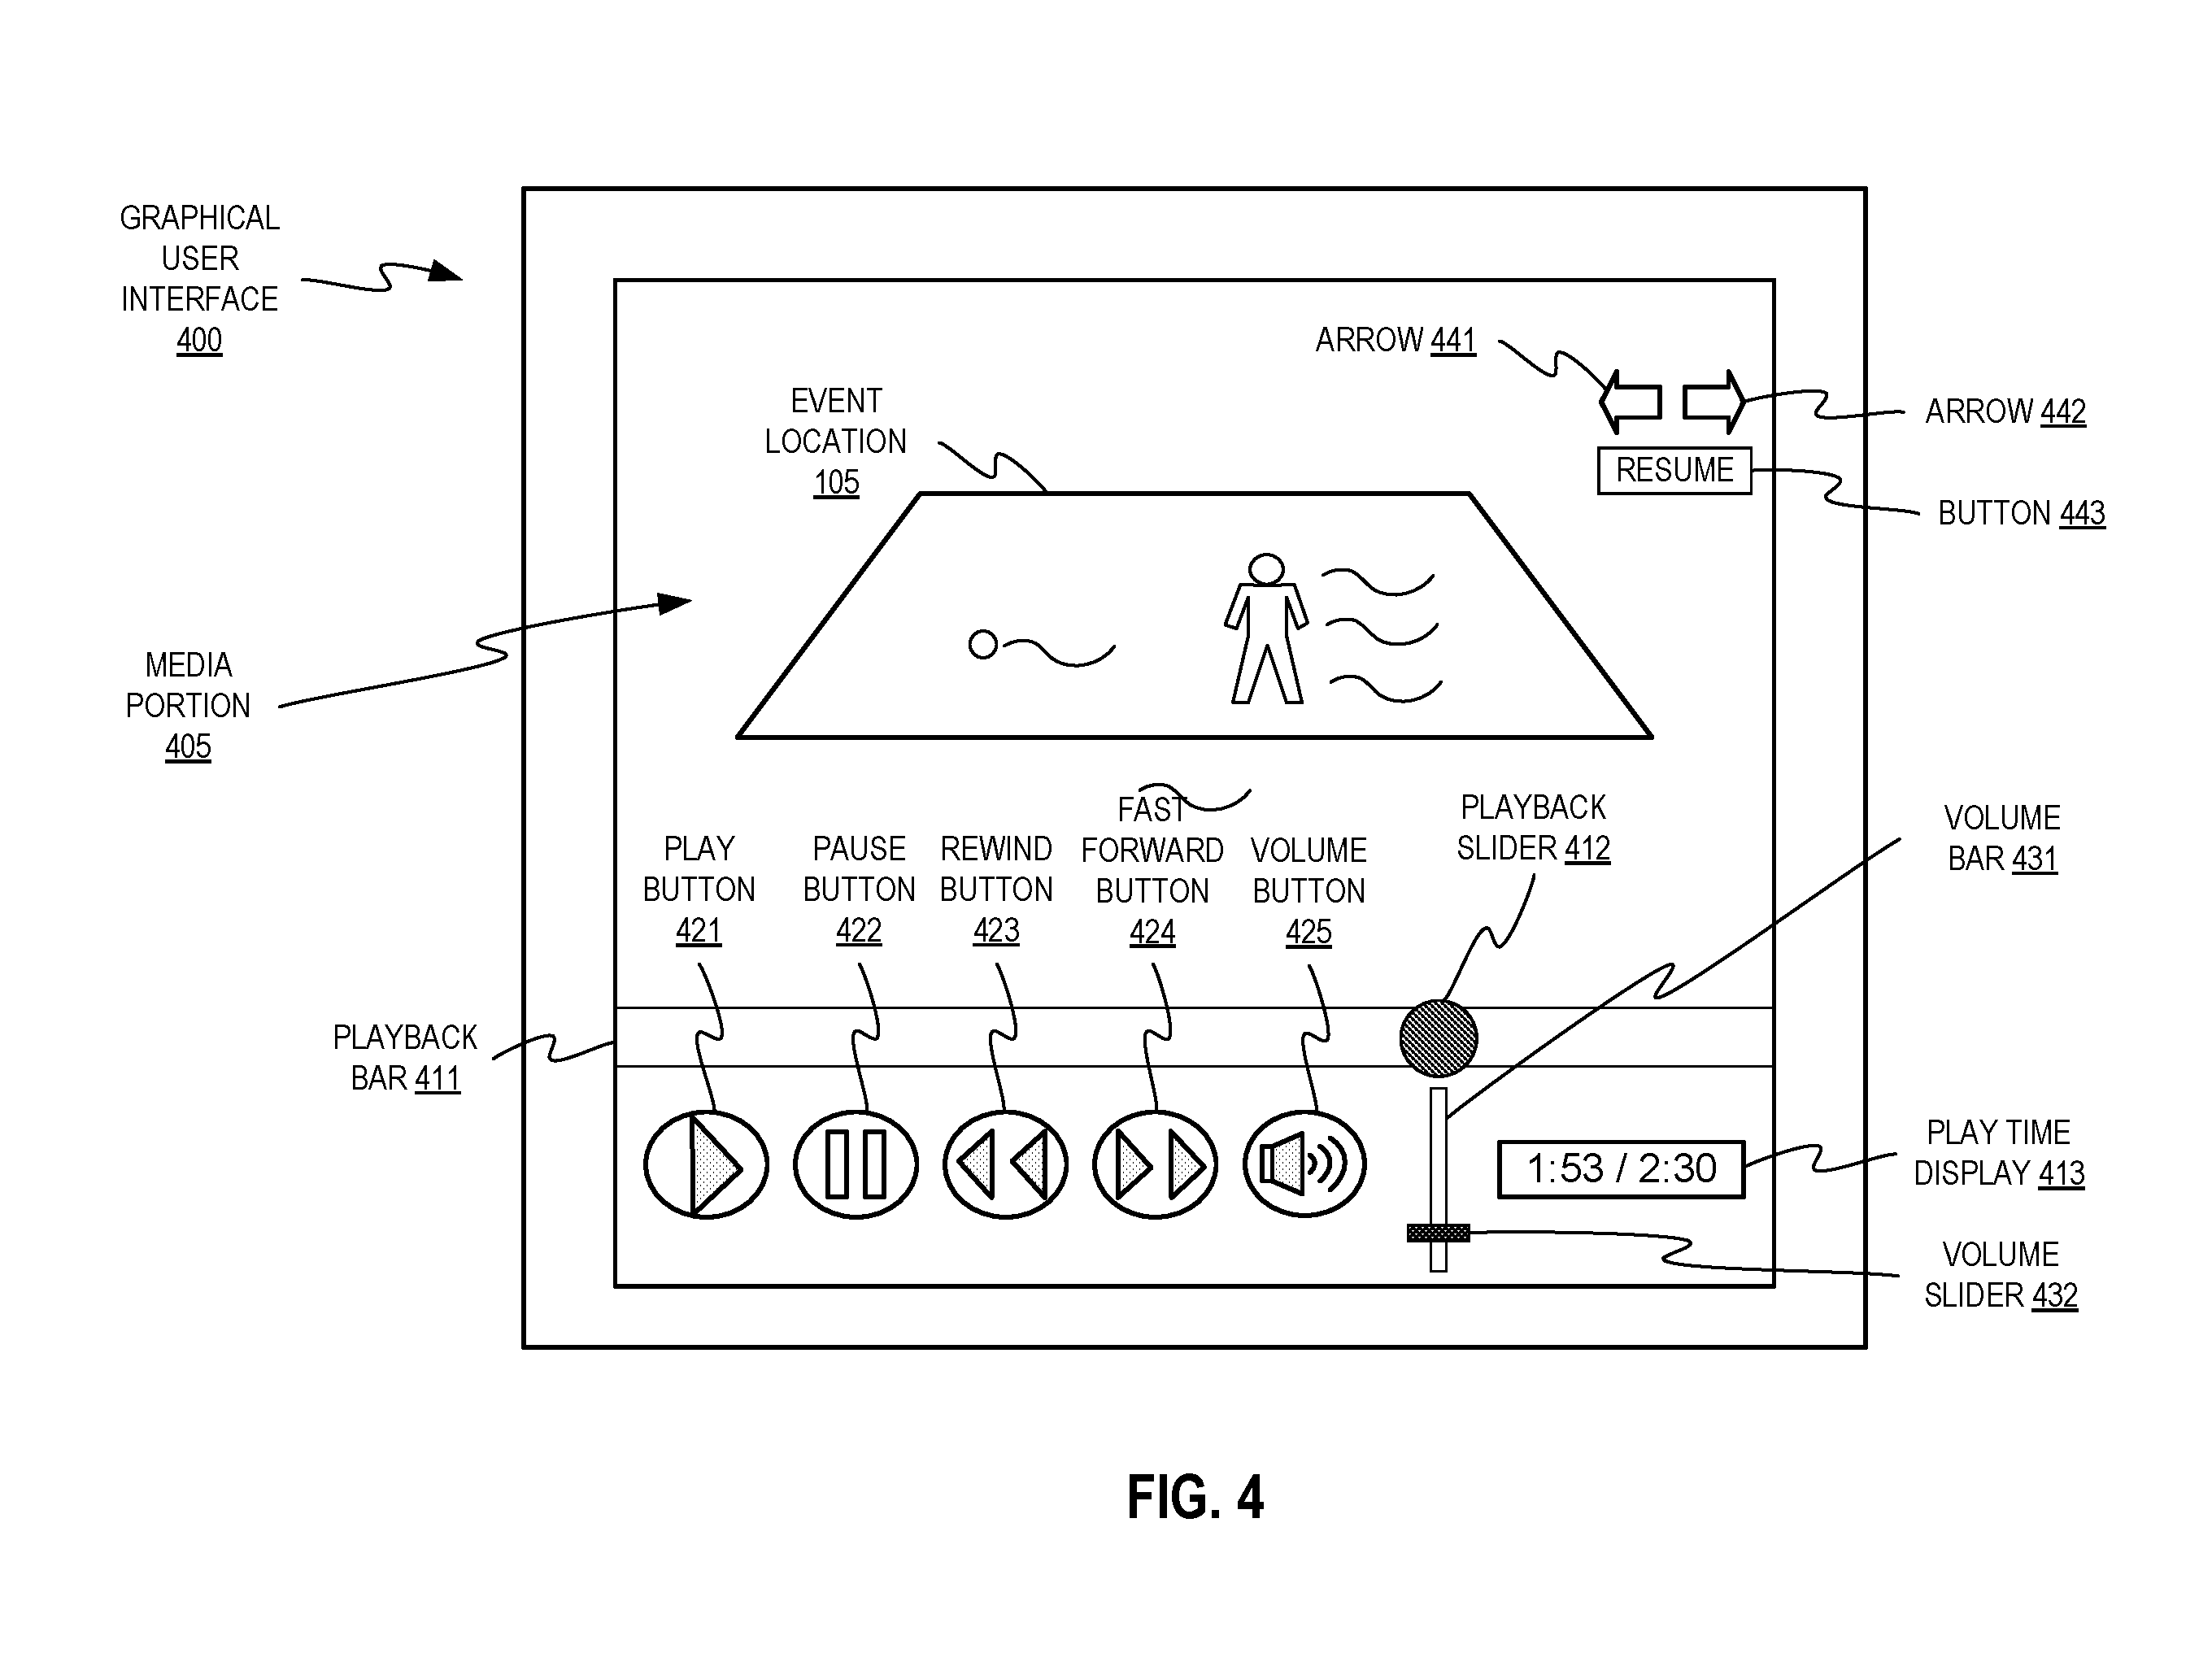 GRAPHICAL
USER
INTERFACE
400
ARROW 441
ARROW 442
EVENT
LOCATION
105
RESUME
BUTTON 443
MEDIA
PORTION
405
PLAY
BUTTON
421
PAUSE
BUTTON
422
REWIND
BUTTON
423
FAST
FORWARD
BUTTON
424
VOLUME
BUTTON
425
PLAYBACK
SLIDER 412
VOLUME
BAR 431
PLAYBACK
BAR 411
1:53 / 2:30
PLAY TIME
DISPLAY 413
VOLUME
SLIDER 432
FIG. 4